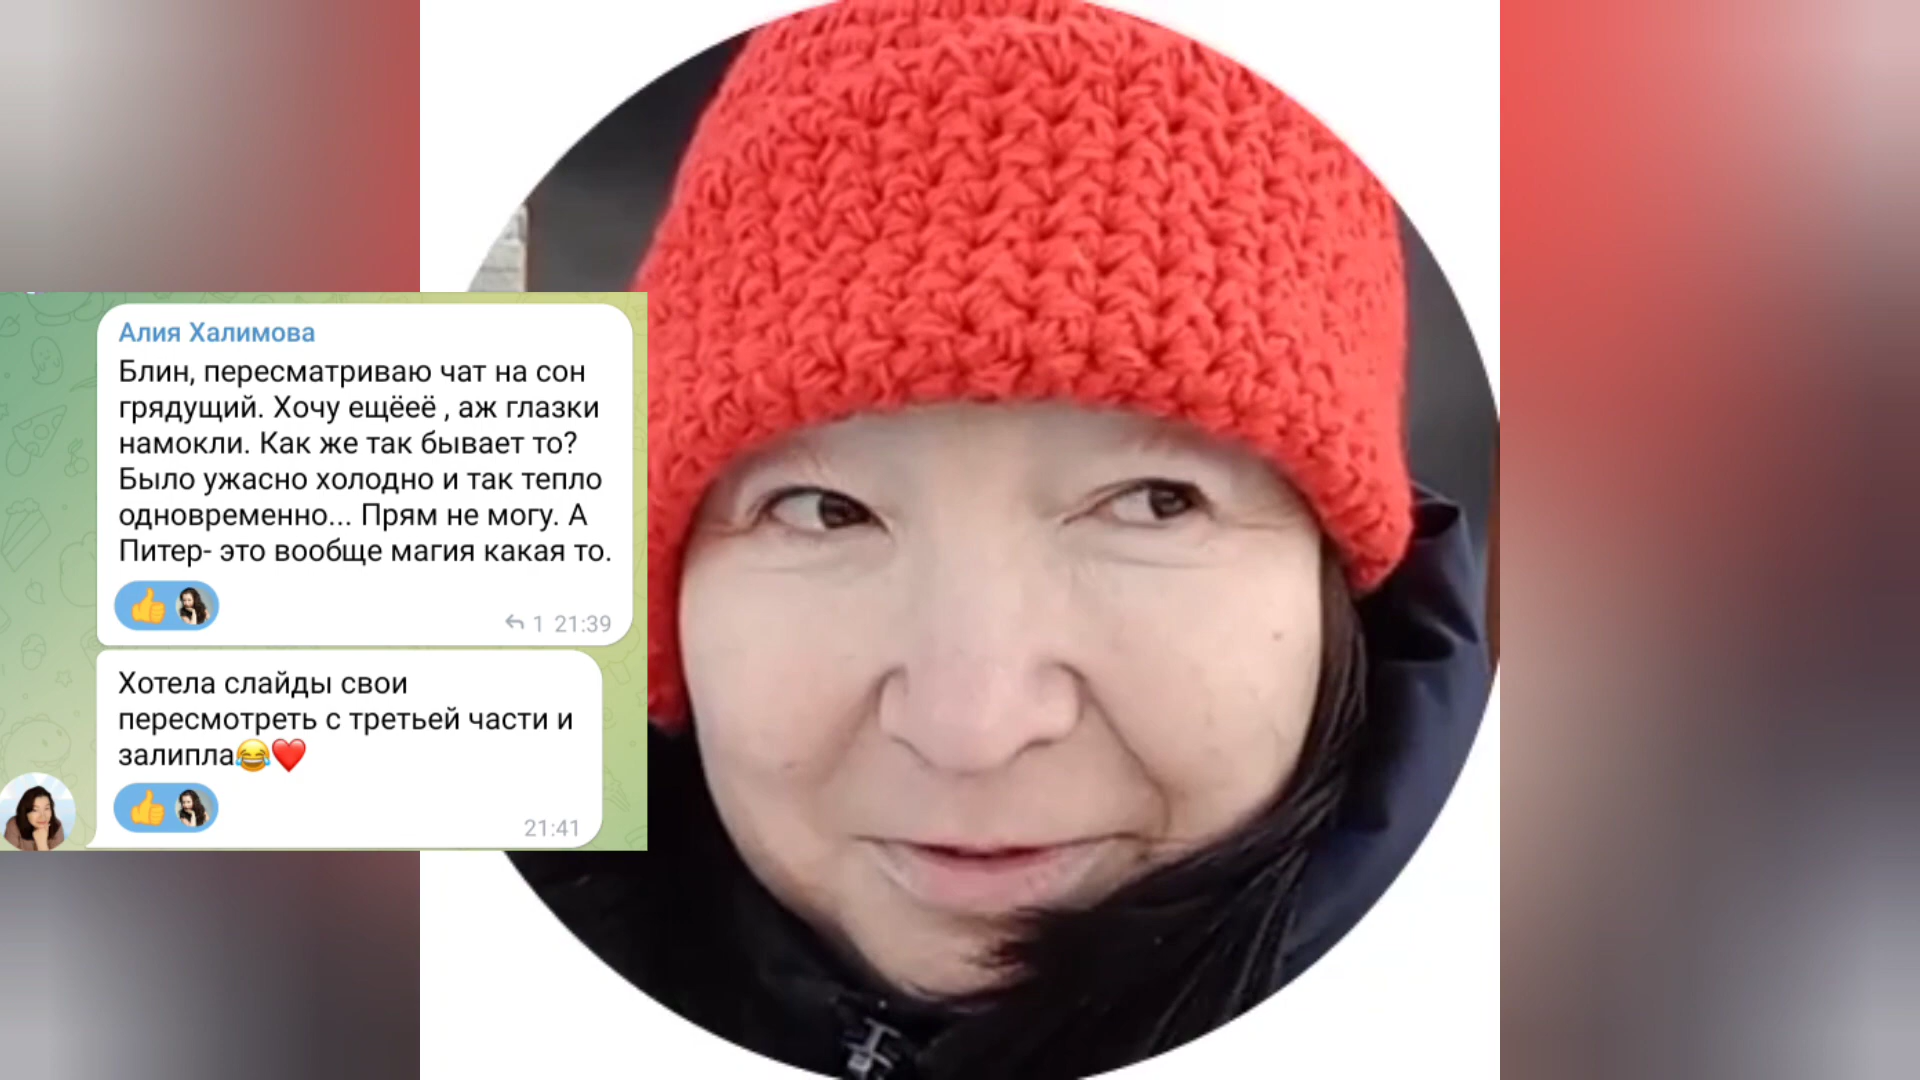 Алия Халимова
Блин, пересматриваю чат на сон
грядущий. Хочу ещёеё , аж глазки
намокли. Как же так бывает то?
Было ужасно холодно и так тепло
одновременно... Прям не могу. А
Питер- это вообще магия какая то.
1 21:39
Хотела слайды свои
пересмотреть с третьей части и
залипла😂❤️
21:41